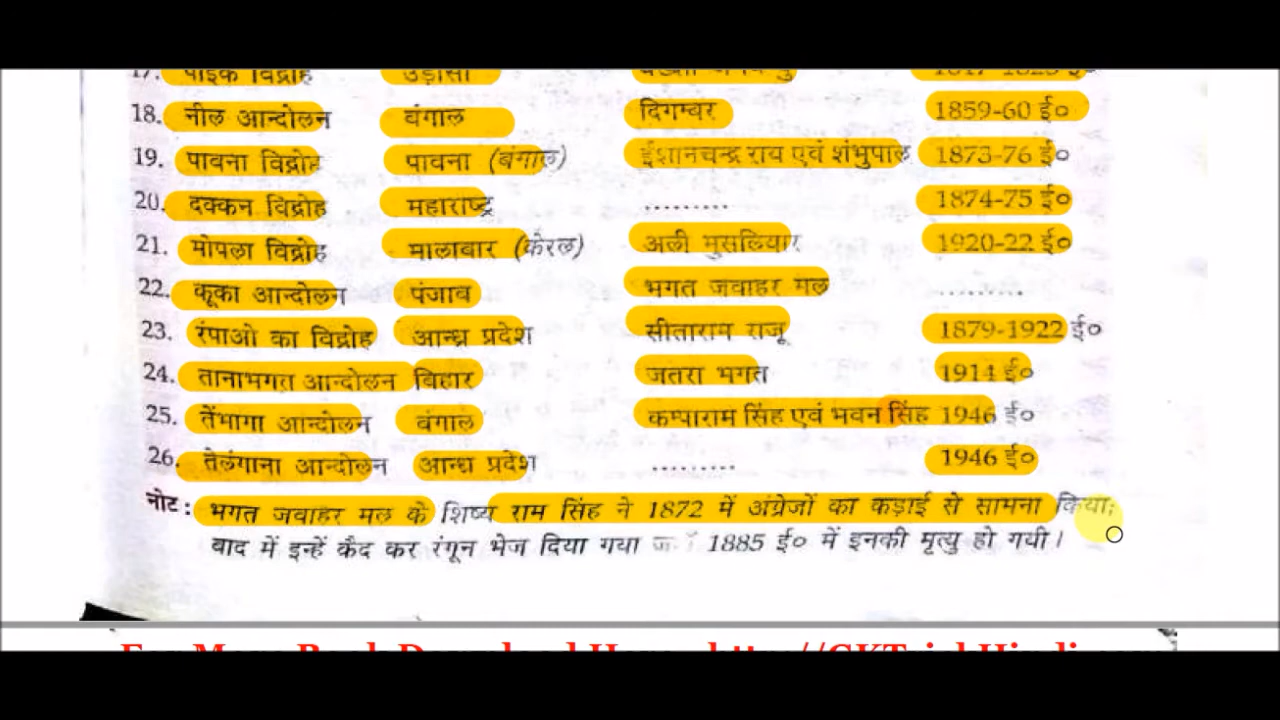 17. पाइक विद्रोह उड़ीसा
18. नील आन्दोलन वंगाल दिगम्बर 1859-60 ई०
19. पावना विद्रोह पावना (बंगाल) ईशानचन्द्र राय एवं शंभुपाल 1873-76 ई०
20. दक्कन विद्रोह महाराष्ट्र ......... 1874-75 ई०
21. मोपला विद्रोह मालाबार (केरल) अली मुसलियार 1920-22 ई०
22. कूका आन्दोलन पंजाव भगत जवाहर मल ..........
23. रंपाओ का विद्रोह आन्ध्र प्रदेश सीताराम राजू 1879-1922 ई०
24. तानाभगत आन्दोलन विहार जतरा भगत 1914 ई०
25. तेंभागा आन्दोलन वंगाल कम्पाराम सिंह एवं भवन सिंह 1946 ई०
26. तेलंगाना आन्दोलन आन्ध्र प्रदेश ......... 1946 ई०
नोट : भगत जवाहर मल के शिष्य राम सिंह ने 1872 में अंग्रेजों का कड़ाई से सामना किया;
बाद में इन्हें कैद कर रंगून भेज दिया गया 1885 ई० में इनकी मृत्यु हो गयी।